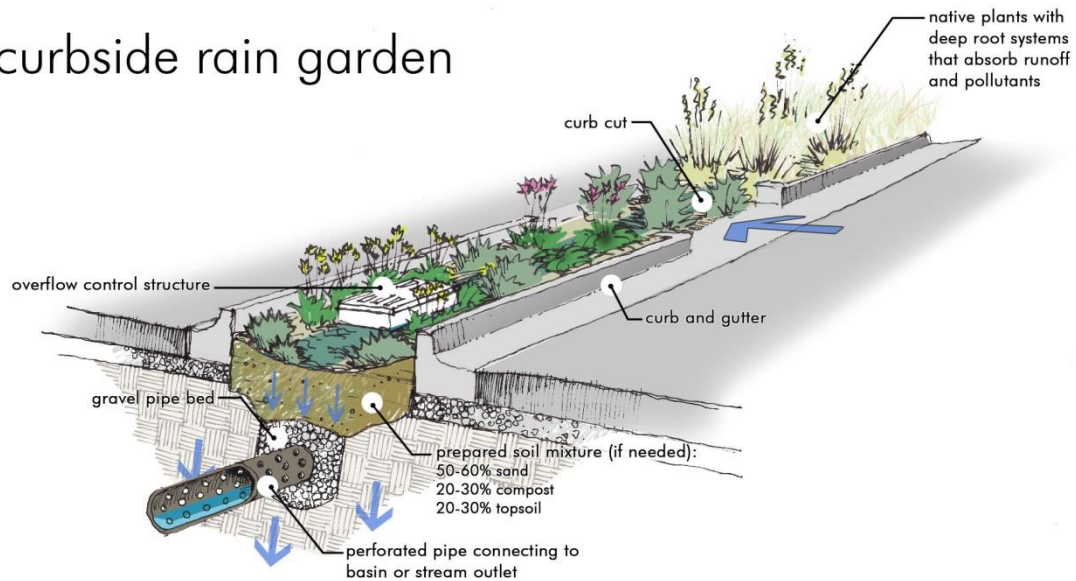 curbside rain garden
native plants with
deep root systems
that absorb runoff
and pollutants
curb cut
overflow control structure
curb and gutter
gravel pipe bed
prepared soil mixture (if needed):
50-60% sand
20-30% compost
20-30% topsoil
perforated pipe connecting to
basin or stream outlet